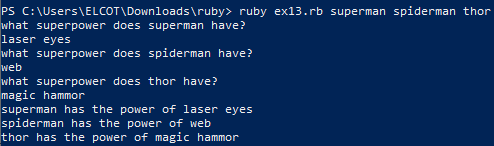 PS C:\Users\ELCOT\Downloads\ruby> ruby ex13.rb superman spiderman thor
what superpower does superman have?
laser eyes
what superpower does spiderman have?
web
what superpower does thor have?
magic hammor
superman has the power of laser eyes
spiderman has the power of web
thor has the power of magic hammor